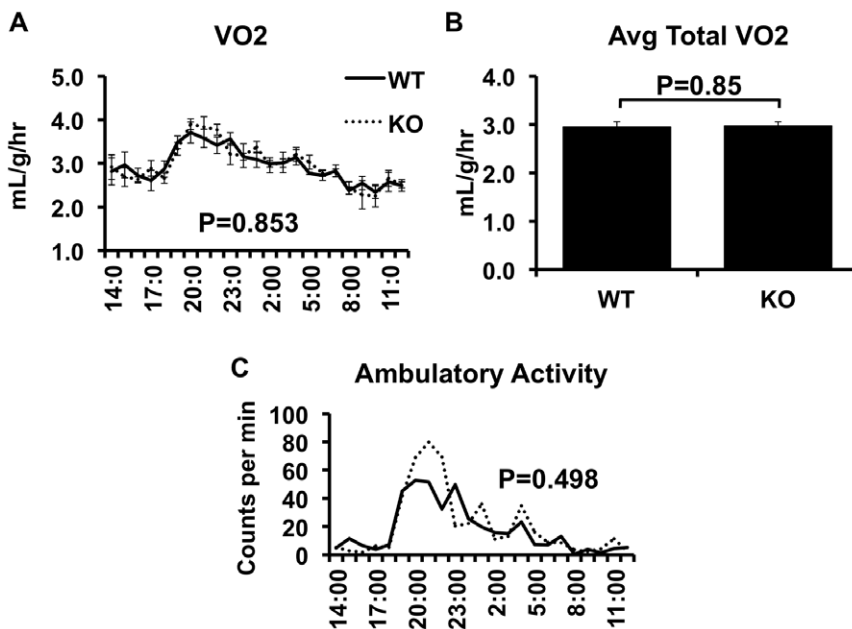 A
VO2
mL/g/hr
5.0
4.0
3.0
2.0
1.0
WT
KO
P=0.853
14:0
17:0
20:0
23:00
2:00
5:00
8:00
11:0
B
Avg Total VO2
mL/g/hr
4.0
3.0
2.0
1.0
0.0
P=0.85
WT
KO
C
Ambulatory Activity
Counts per min
100
80
60
40
20
0
P=0.498
14:00
17:00
20:00
23:00
2:00
5:00
8:00
11:00